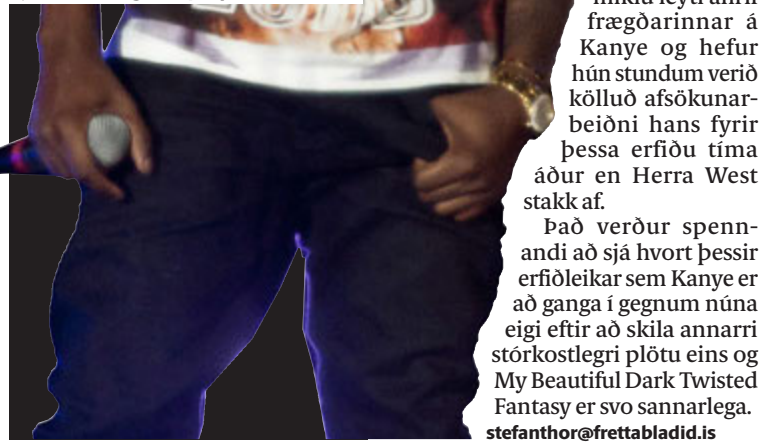 frægðarinnar á
Kanye og hefur
hún stundum verið
kölluð afsökunar-
beiðni hans fyrir
þessa erfiðu tíma
áður en Herra West
stakk af.
Það verður spenn-
andi að sjá hvort þessir
erfiðleikar sem Kanye er
að ganga í gegnum núna
eigi eftir að skila annarri
stórkostlegri plötu eins og
My Beautiful Dark Twisted
Fantasy er svo sannarlega.
stefanthor@frettabladid.is